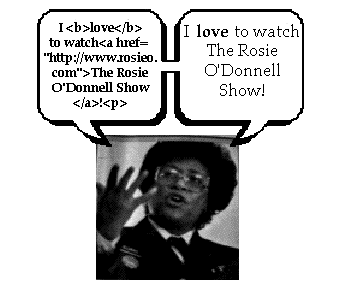 I <b>love</b>
to watch<a href=
"http://www.rosieo.
com">The Rosie
O'Donnell Show
</a>!<p>
I love to watch
The Rosie
O'Donnell
Show!